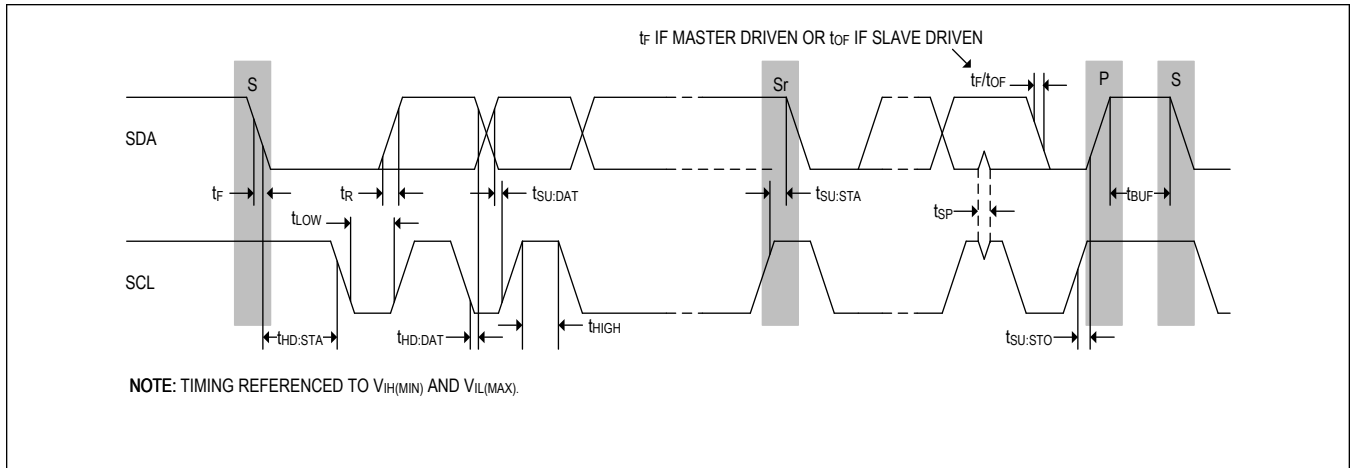 tF IF MASTER DRIVEN OR tOF IF SLAVE DRIVEN
S
Sr
tF/tOF
P
S
SDA
tF
tR
tSU:DAT
tSU:STA
tBUF
tLOW
tSP
SCL
tHD:STA
tHD:DAT
tHIGH
tSU:STO
NOTE: TIMING REFERENCED TO VIH(MIN) AND VIL(MAX).